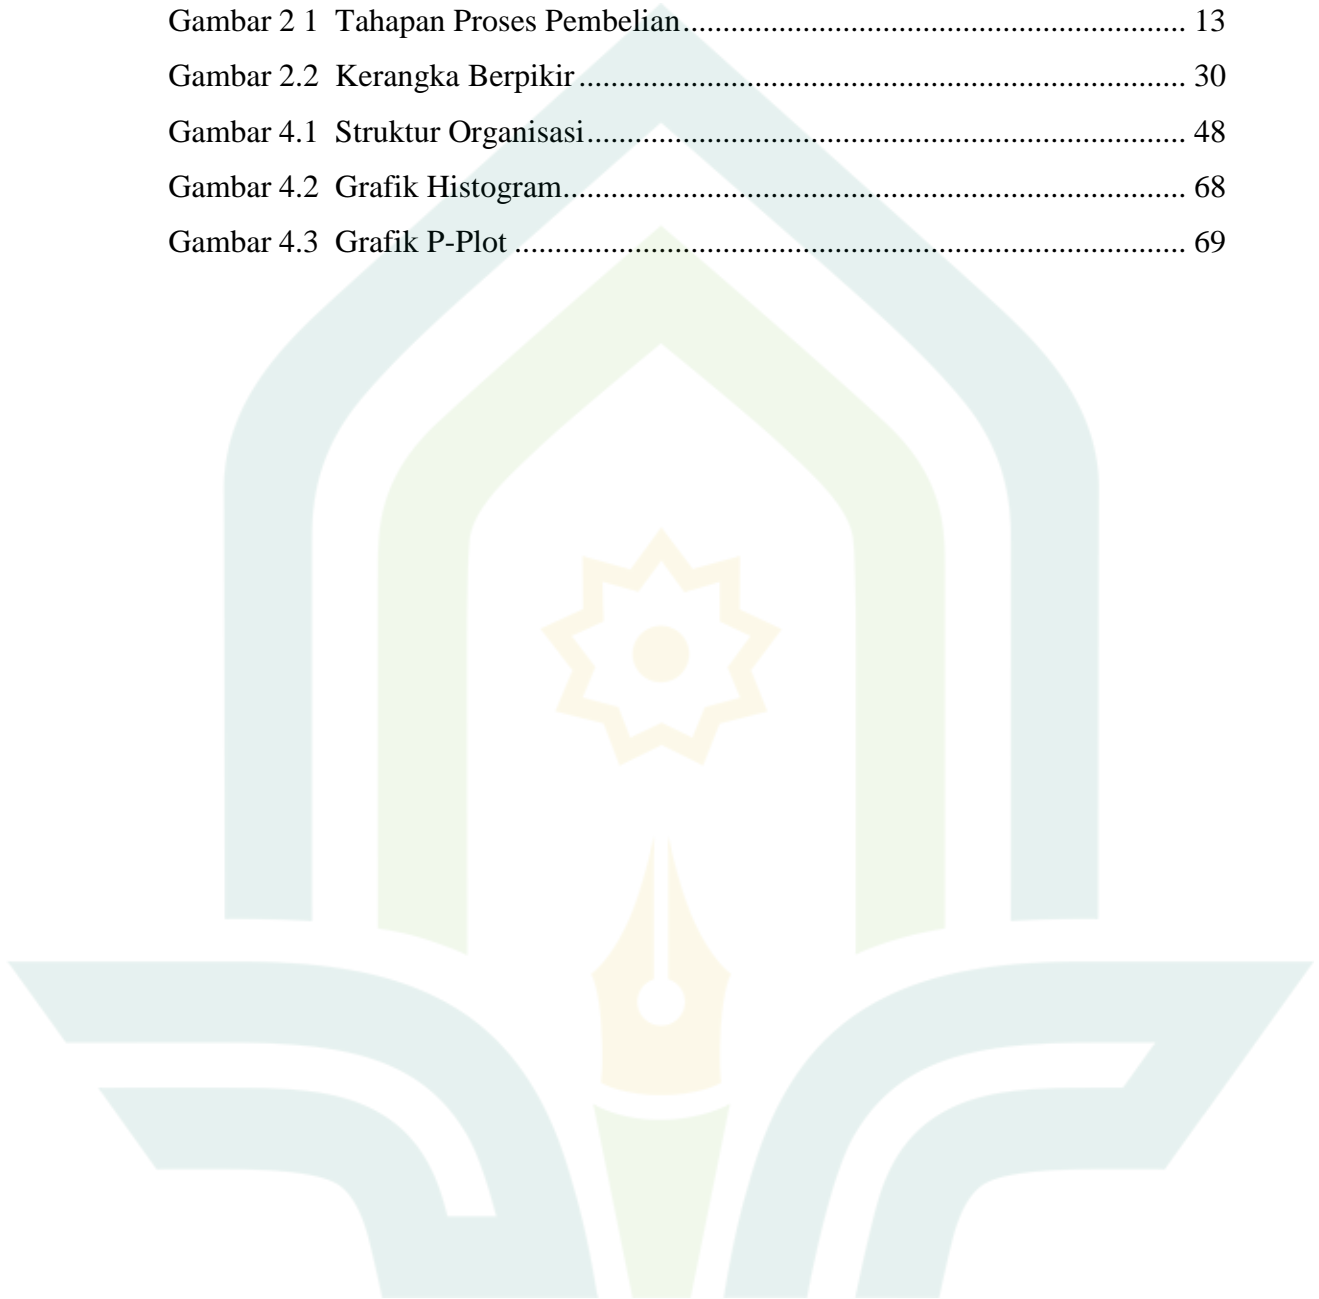 Gambar 2 1  Tahapan Proses Pembelian............................................................... 13
Gambar 2.2  Kerangka Berpikir............................................................................ 30
Gambar 4.1  Struktur Organisasi........................................................................... 48
Gambar 4.2  Grafik Histogram.............................................................................. 68
Gambar 4.3  Grafik P-Plot .................................................................................... 69